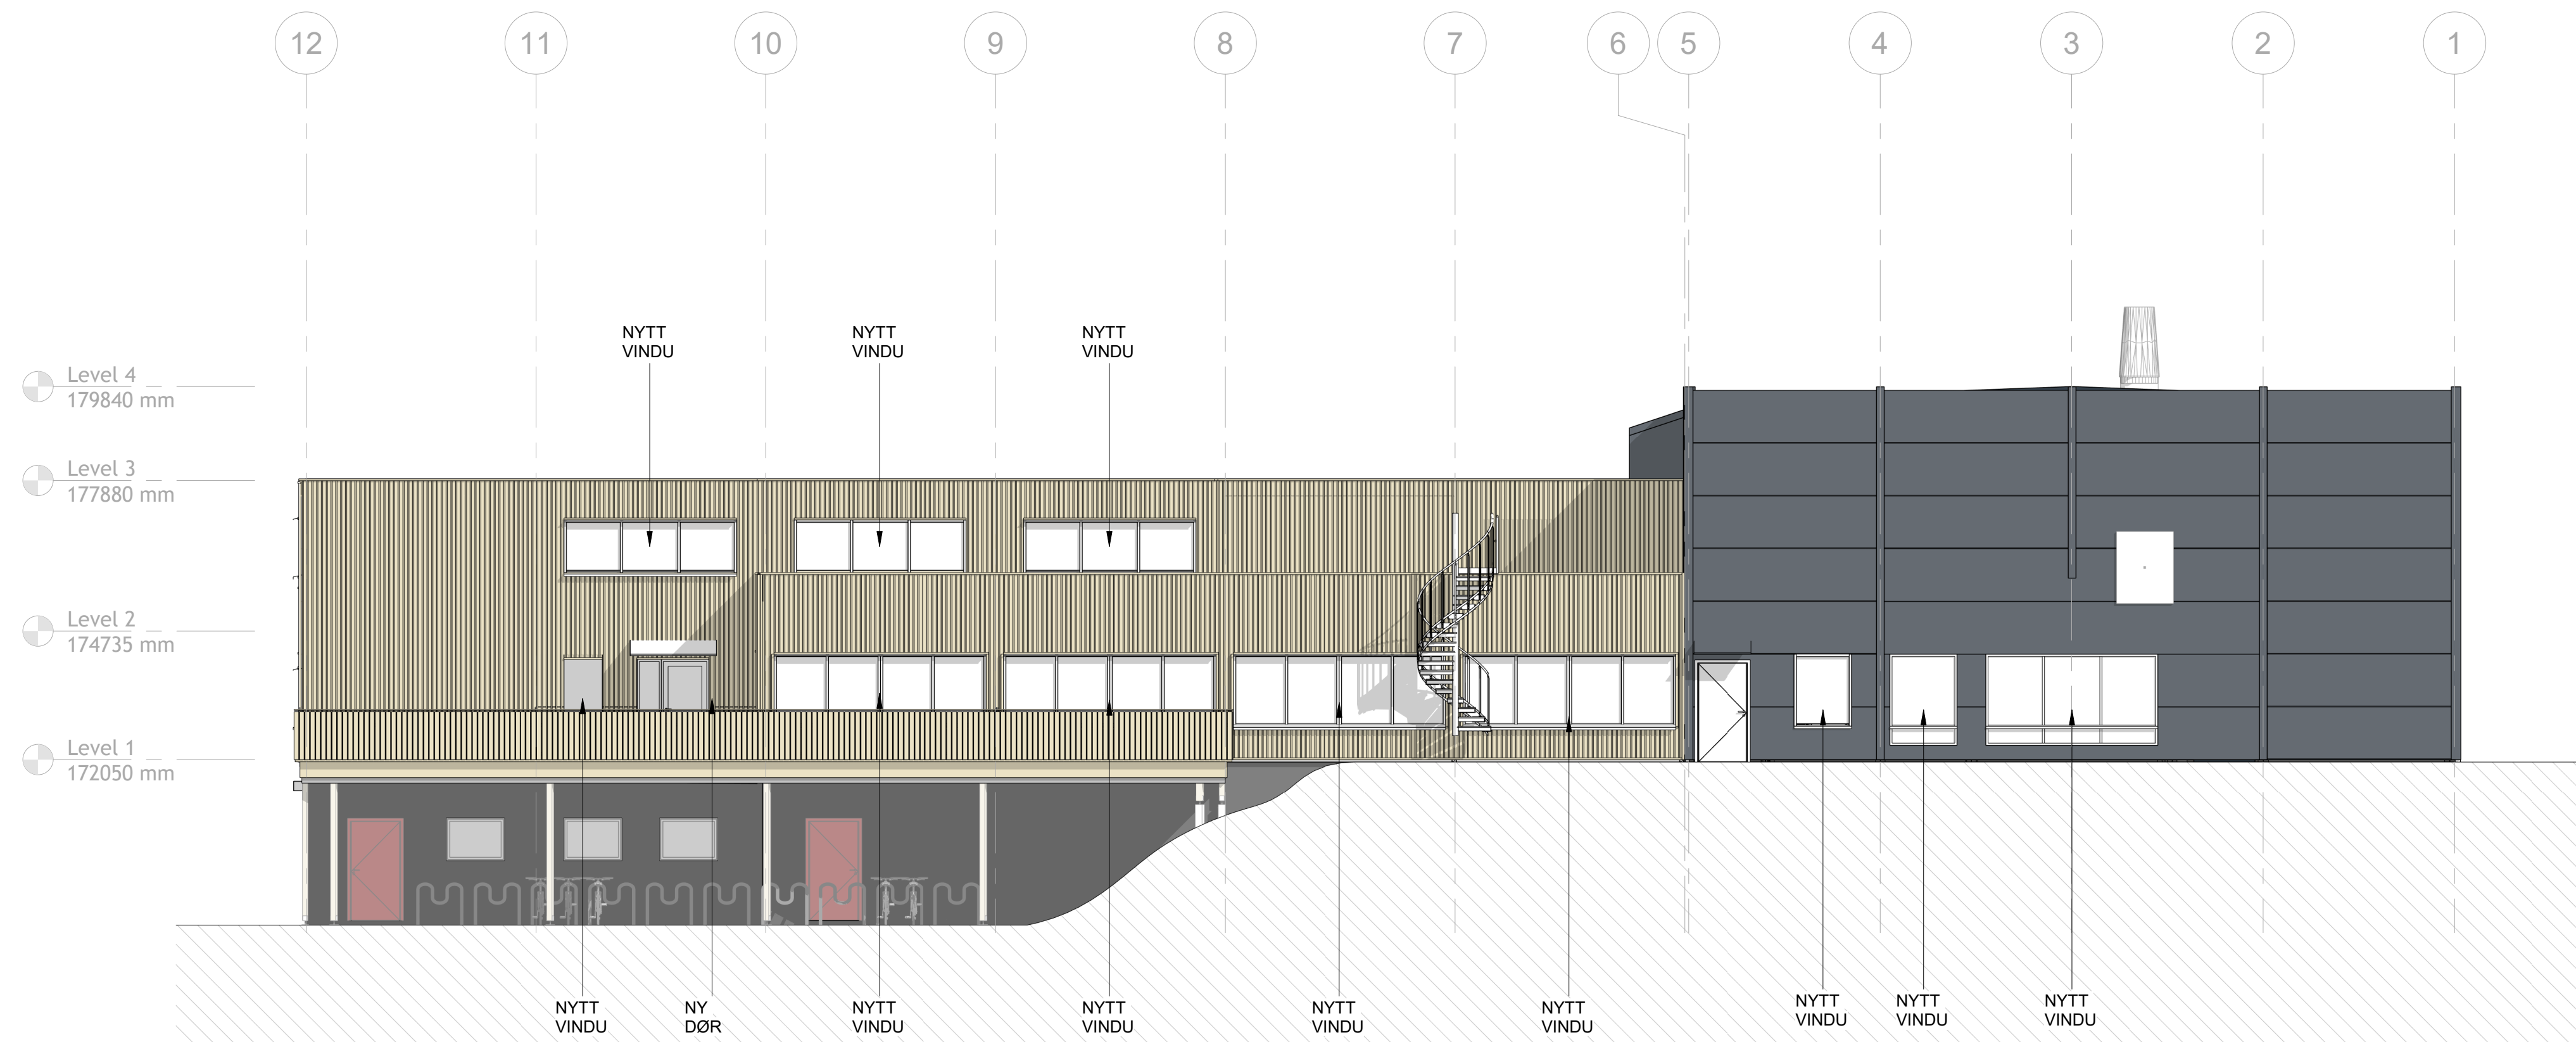 12 11 10 9 8 7 6 5 4 3 2 1
NYTT NYTT NYTT
VINDU VINDU VINDU
Level 4
179840 mm
Level 3
177880 mm
Level 2
174735 mm
Level 1
172050 mm
NYTT
VINDU
NY
DØR
NYTT
VINDU
NYTT
VINDU
NYTT
VINDU
NYTT
VINDU
NYTT
VINDU
NYTT
VINDU
NYTT
VINDU